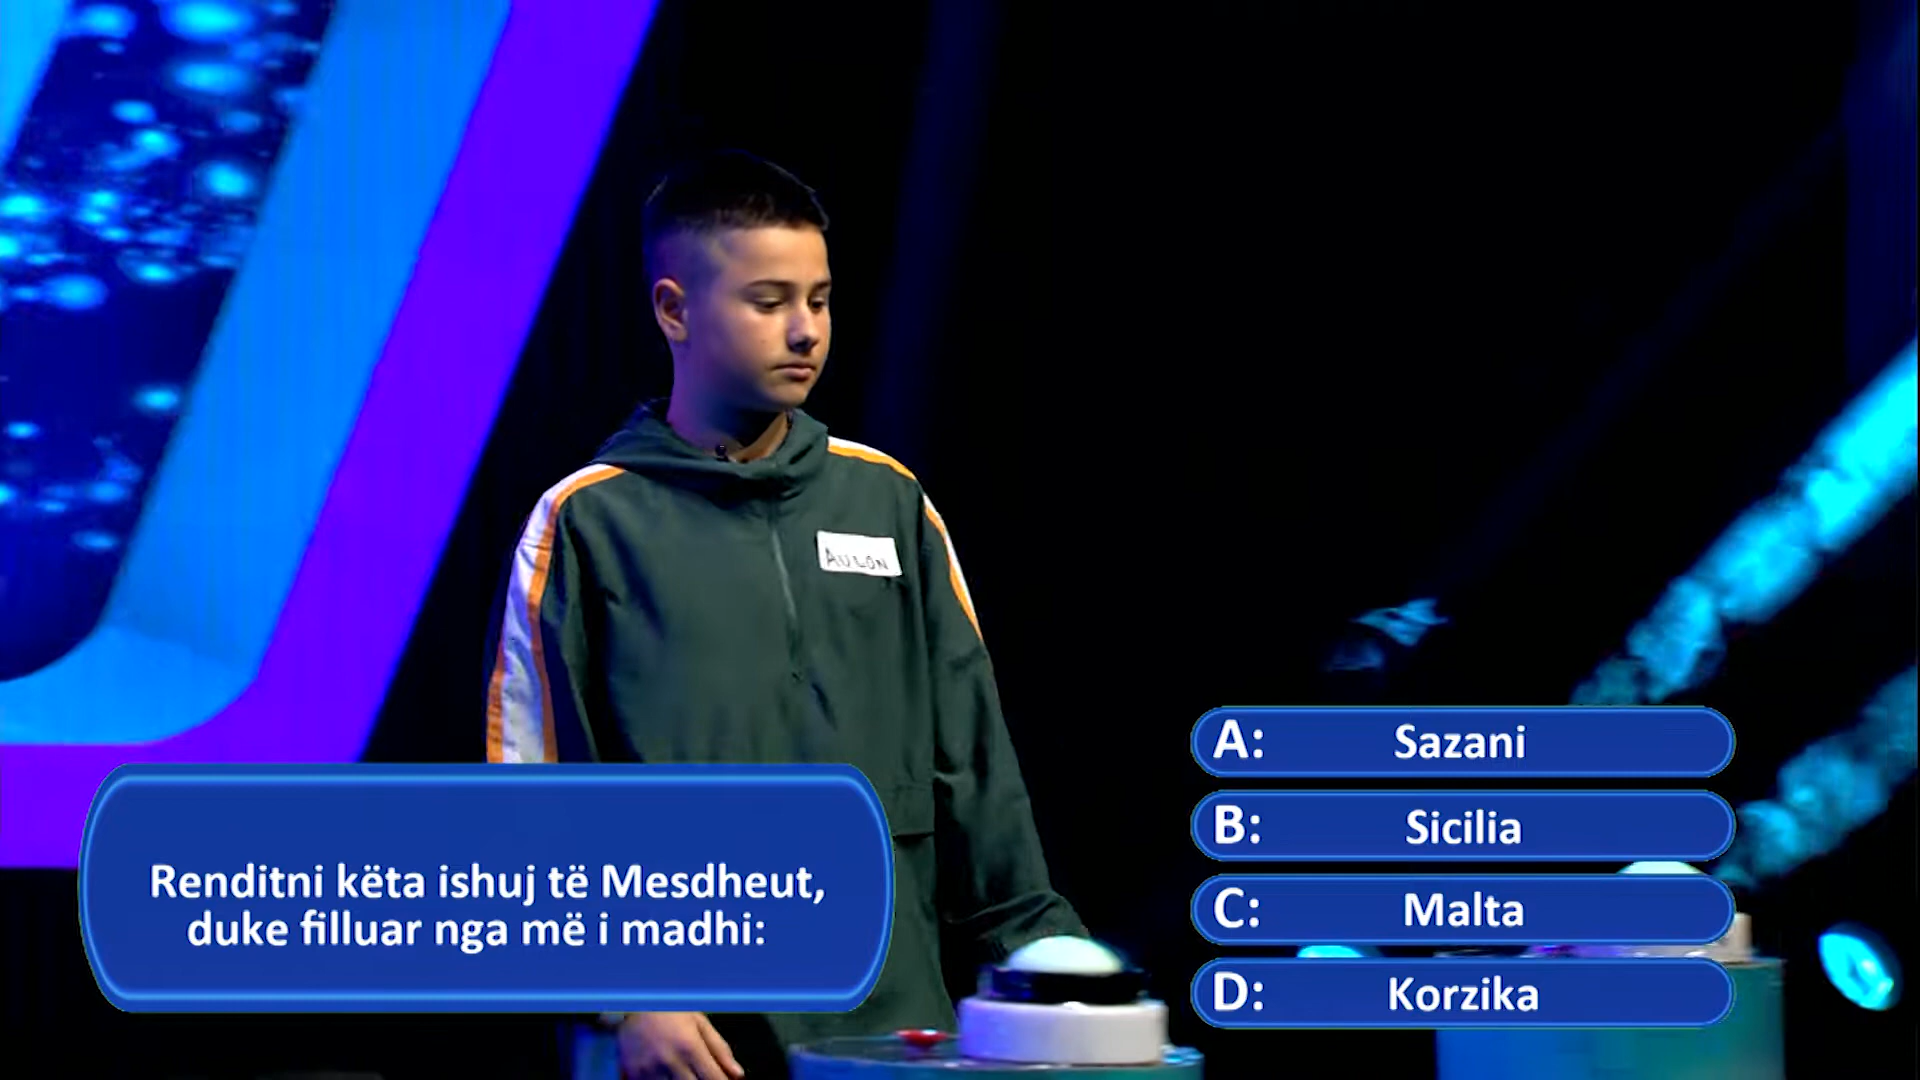 AULON
Renditni këta ishuj të Mesdheut,
duke filluar nga më i madhi:
A: Sazani
B: Sicilia
C: Malta
D: Korzika